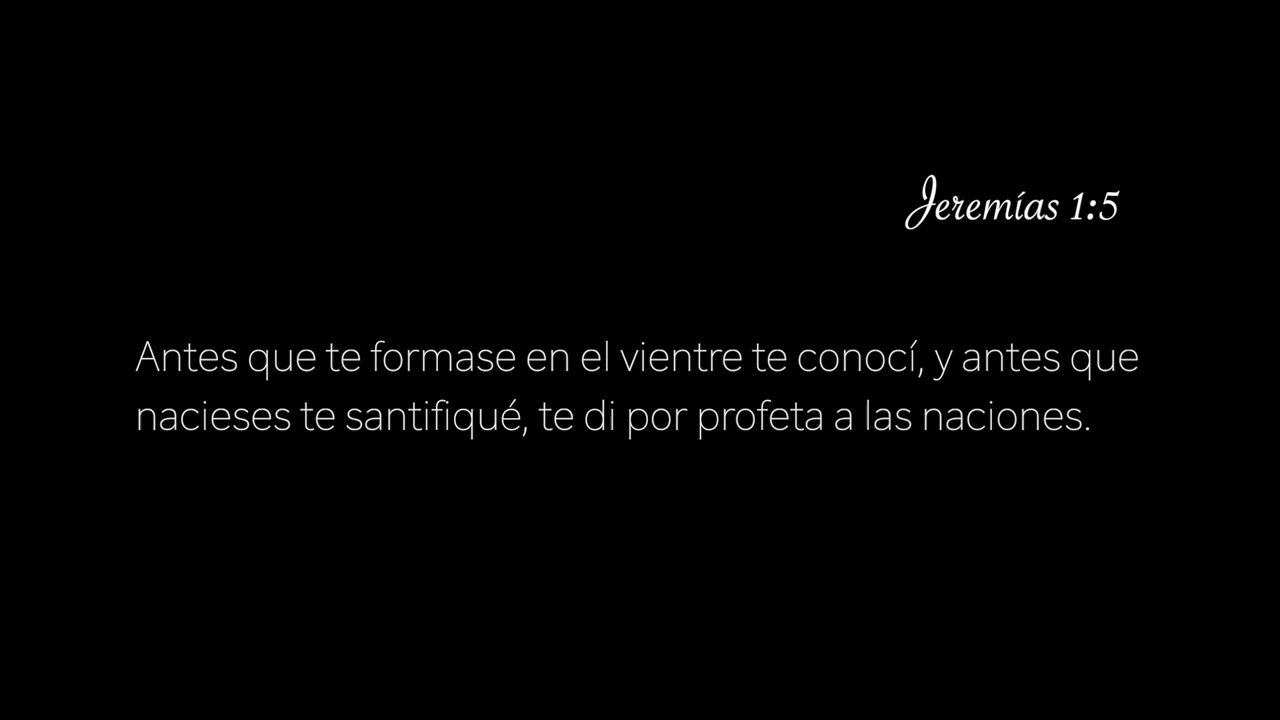 Jeremías 1:5
Antes que te formase en el vientre te conocí, y antes que
nacieses te santifiqué, te di por profeta a las naciones.